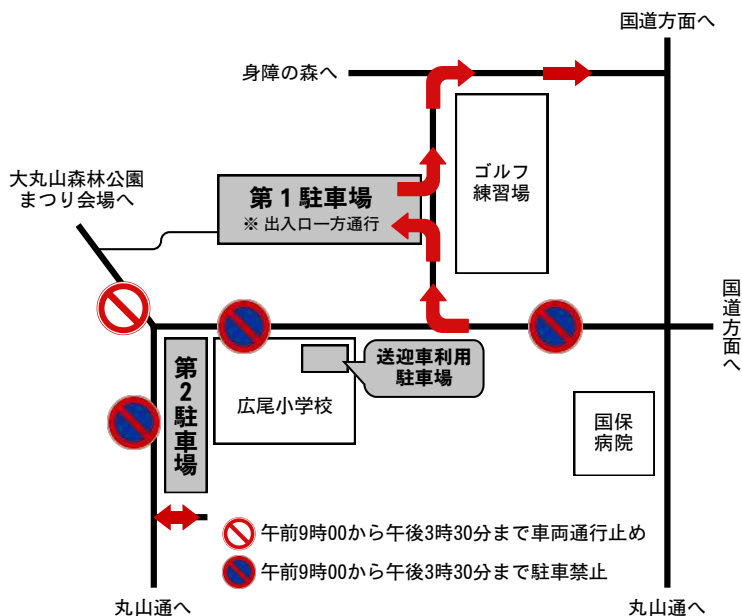 国道方面へ
身障の森へ
大丸山森林公園
まつり会場へ
第1駐車場
※ 出入口一方通行
ゴルフ
練習場
国道方面へ
第2駐車場
広尾小学校
送迎車利用
駐車場
国保
病院
午前9時00から午後3時30分まで車両通行止め
午前9時00から午後3時30分まで駐車禁止
丸山通へ
丸山通へ